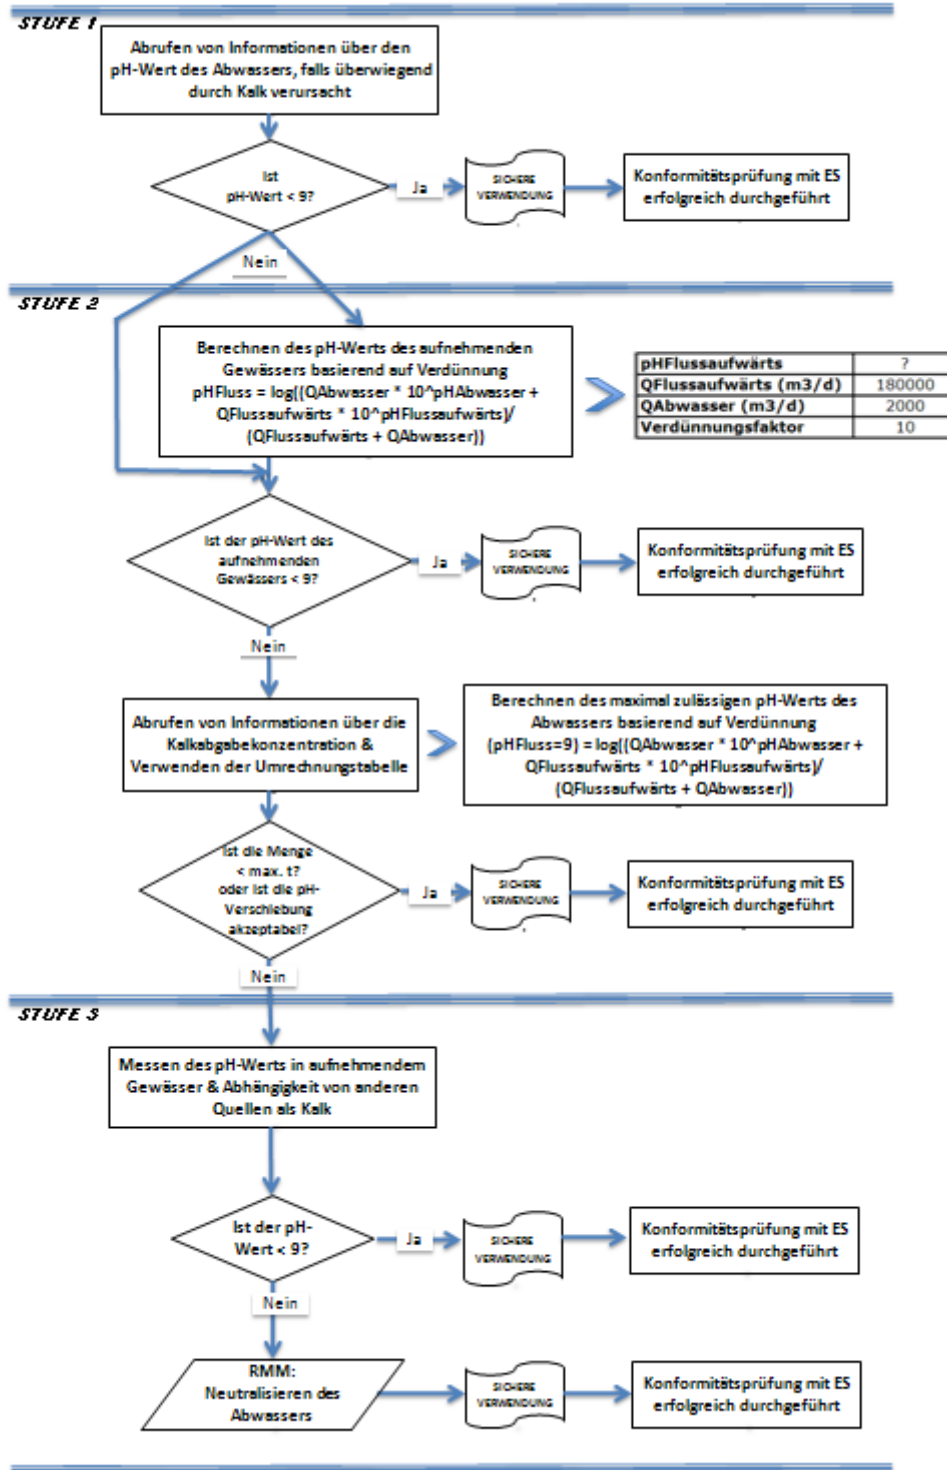 STUFE 1
Abrufen von Informationen über den
pH-Wert des Abwassers, falls überwiegend
durch Kalk verursacht
Ist
pH-Wert < 9?
Ja
SICHERE
VERWENDUNG
Konformitätsprüfung mit ES
erfolgreich durchgeführt
Nein
STUFE 2
Berechnen des pH-Werts des aufnehmenden
Gewässers basierend auf Verdünnung
pHFluss = log((QAbwasser * 10^pHAbwasser +
QFlussaufwärts * 10^pHFlussaufwärts)/
(QFlussaufwärts + QAbwasser))
pHFlussaufwärts ?
QFlussaufwärts (m3/d) 180000
QAbwasser (m3/d) 2000
Verdünnungsfaktor 10
Ist der pH-Wert des
aufnehmenden
Gewässers < 9?
Ja
SICHERE
VERWENDUNG
Konformitätsprüfung mit ES
erfolgreich durchgeführt
Nein
Abrufen von Informationen über die
Kalkabgabekonzentration &
Verwenden der Umrechnungstabelle
Berechnen des maximal zulässigen pH-Werts des
Abwassers basierend auf Verdünnung
(pHFluss=9) = log((QAbwasser * 10^pHAbwasser +
QFlussaufwärts * 10^pHFlussaufwärts)/
(QFlussaufwärts + QAbwasser))
Ist die Menge
< max. t?
oder ist die pH-
Verschiebung
akzeptabel?
Ja
SICHERE
VERWENDUNG
Konformitätsprüfung mit ES
erfolgreich durchgeführt
Nein
STUFE 3
Messen des pH-Werts in aufnehmendem
Gewässer & Abhängigkeit von anderen
Quellen als Kalk
Ist der pH-
Wert < 9?
Ja
SICHERE
VERWENDUNG
Konformitätsprüfung mit ES
erfolgreich durchgeführt
Nein
RMM:
Neutralisieren des
Abwassers
SICHERE
VERWENDUNG
Konformitätsprüfung mit ES
erfolgreich durchgeführt